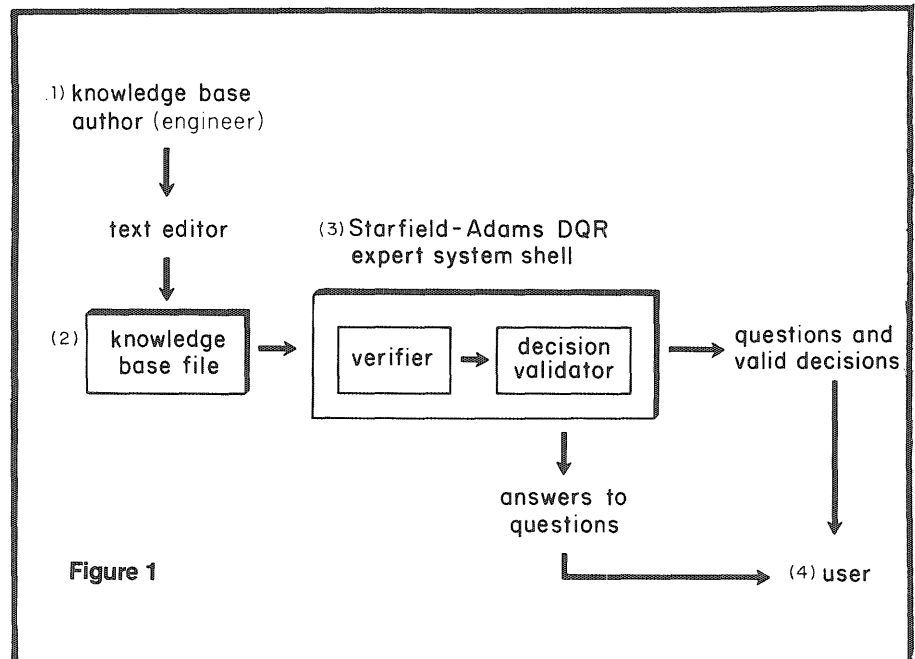 .1) knowledge base
author (engineer)
text editor
(3) Starfield-Adams DQR
expert system shell
(2)
knowledge
base file
verifier
decision
validator
questions and
valid decisions
answers to
questions
Figure 1
(4) user